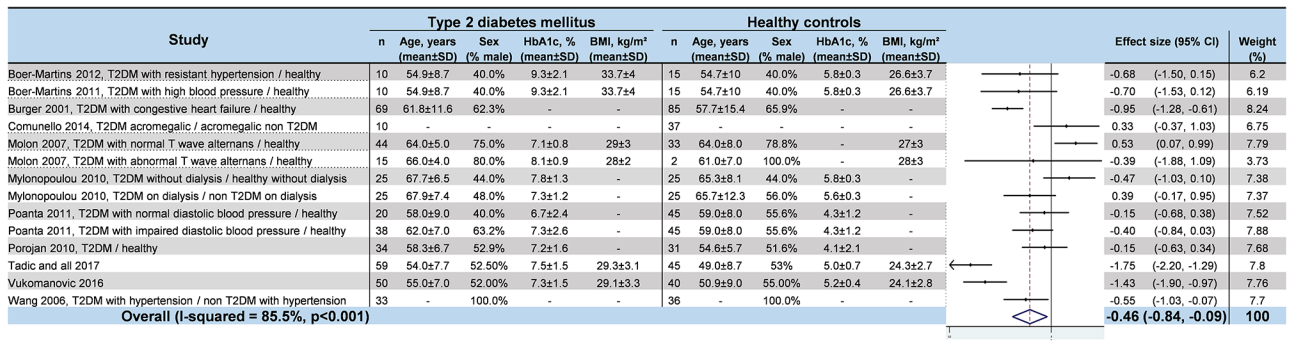 Type 2 diabetes mellitus Healthy controls
Study n Age, years (mean±SD) Sex (% male) HbA1c, % (mean±SD) BMI, kg/m² (mean±SD) n Age, years (mean±SD) Sex (% male) HbA1c, % (mean±SD) BMI, kg/m² (mean±SD) Effect size (95% CI) Weight (%)
Boer-Martins 2012, T2DM with resistant hypertension / healthy 10 54.9±8.7 40.0% 9.3±2.1 33.7±4 15 54.7±10 40.0% 5.8±0.3 26.6±3.7 -0.68 (-1.50, 0.15) 6.2
Boer-Martins 2011, T2DM with high blood pressure / healthy 10 54.9±8.7 40.0% 9.3±2.1 33.7±4 15 54.7±10 40.0% 5.8±0.3 26.6±3.7 -0.70 (-1.53, 0.12) 6.19
Burger 2001, T2DM with congestive heart failure / healthy 69 61.8±11.6 62.3% - - 85 57.7±15.4 65.9% - - -0.95 (-1.28, -0.61) 8.24
Comunello 2014, T2DM acromegalic / acromegalic non T2DM 10 - - - - 37 - - - - 0.33 (-0.37, 1.03) 6.75
Molon 2007, T2DM with normal T wave alternans / healthy 44 64.0±5.0 75.0% 7.1±0.8 29±3 33 64.0±8.0 78.8% - 27±3 0.53 (0.07, 0.99) 7.79
Molon 2007, T2DM with abnormal T wave alternans / healthy 15 66.0±4.0 80.0% 8.1±0.9 28±2 2 61.0±7.0 100.0% - 28±3 -0.39 (-1.88, 1.09) 3.73
Mylonopoulou 2010, T2DM without dialysis / healthy without dialysis 25 67.7±6.5 44.0% 7.8±1.3 - 25 65.3±8.1 44.0% 5.8±0.3 - -0.47 (-1.03, 0.10) 7.38
Mylonopoulou 2010, T2DM on dialysis / non T2DM on dialysis 25 67.9±7.4 48.0% 7.3±1.2 - 25 65.7±12.3 56.0% 5.6±0.3 - 0.39 (-0.17, 0.95) 7.37
Poanta 2011, T2DM with normal diastolic blood pressure / healthy 20 58.0±9.0 40.0% 6.7±2.4 - 45 59.0±8.0 55.6% 4.3±1.2 - -0.15 (-0.68, 0.38) 7.52
Poanta 2011, T2DM with impaired diastolic blood pressure / healthy 38 62.0±7.0 63.2% 7.3±2.6 - 45 59.0±8.0 55.6% 4.3±1.2 - -0.40 (-0.84, 0.03) 7.88
Porojan 2010, T2DM / healthy 34 58.3±6.7 52.9% 7.2±1.6 - 31 54.6±5.7 51.6% 4.1±2.1 - -0.15 (-0.63, 0.34) 7.68
Tadic and all 2017 59 54.0±7.7 52.50% 7.5±1.5 29.3±3.1 45 49.0±8.7 53% 5.0±0.7 24.3±2.7 -1.75 (-2.20, -1.29) 7.8
Vukomanovic 2016 50 55.0±7.0 52.00% 7.3±1.5 29.1±3.3 40 50.9±9.0 55.00% 5.2±0.4 24.1±2.8 -1.43 (-1.90, -0.97) 7.76
Wang 2006, T2DM with hypertension / non T2DM with hypertension 33 - 100.0% - - 36 - 100.0% - - -0.55 (-1.03, -0.07) 7.7
Overall (I-squared = 85.5%, p<0.001) -0.46 (-0.84, -0.09) 100